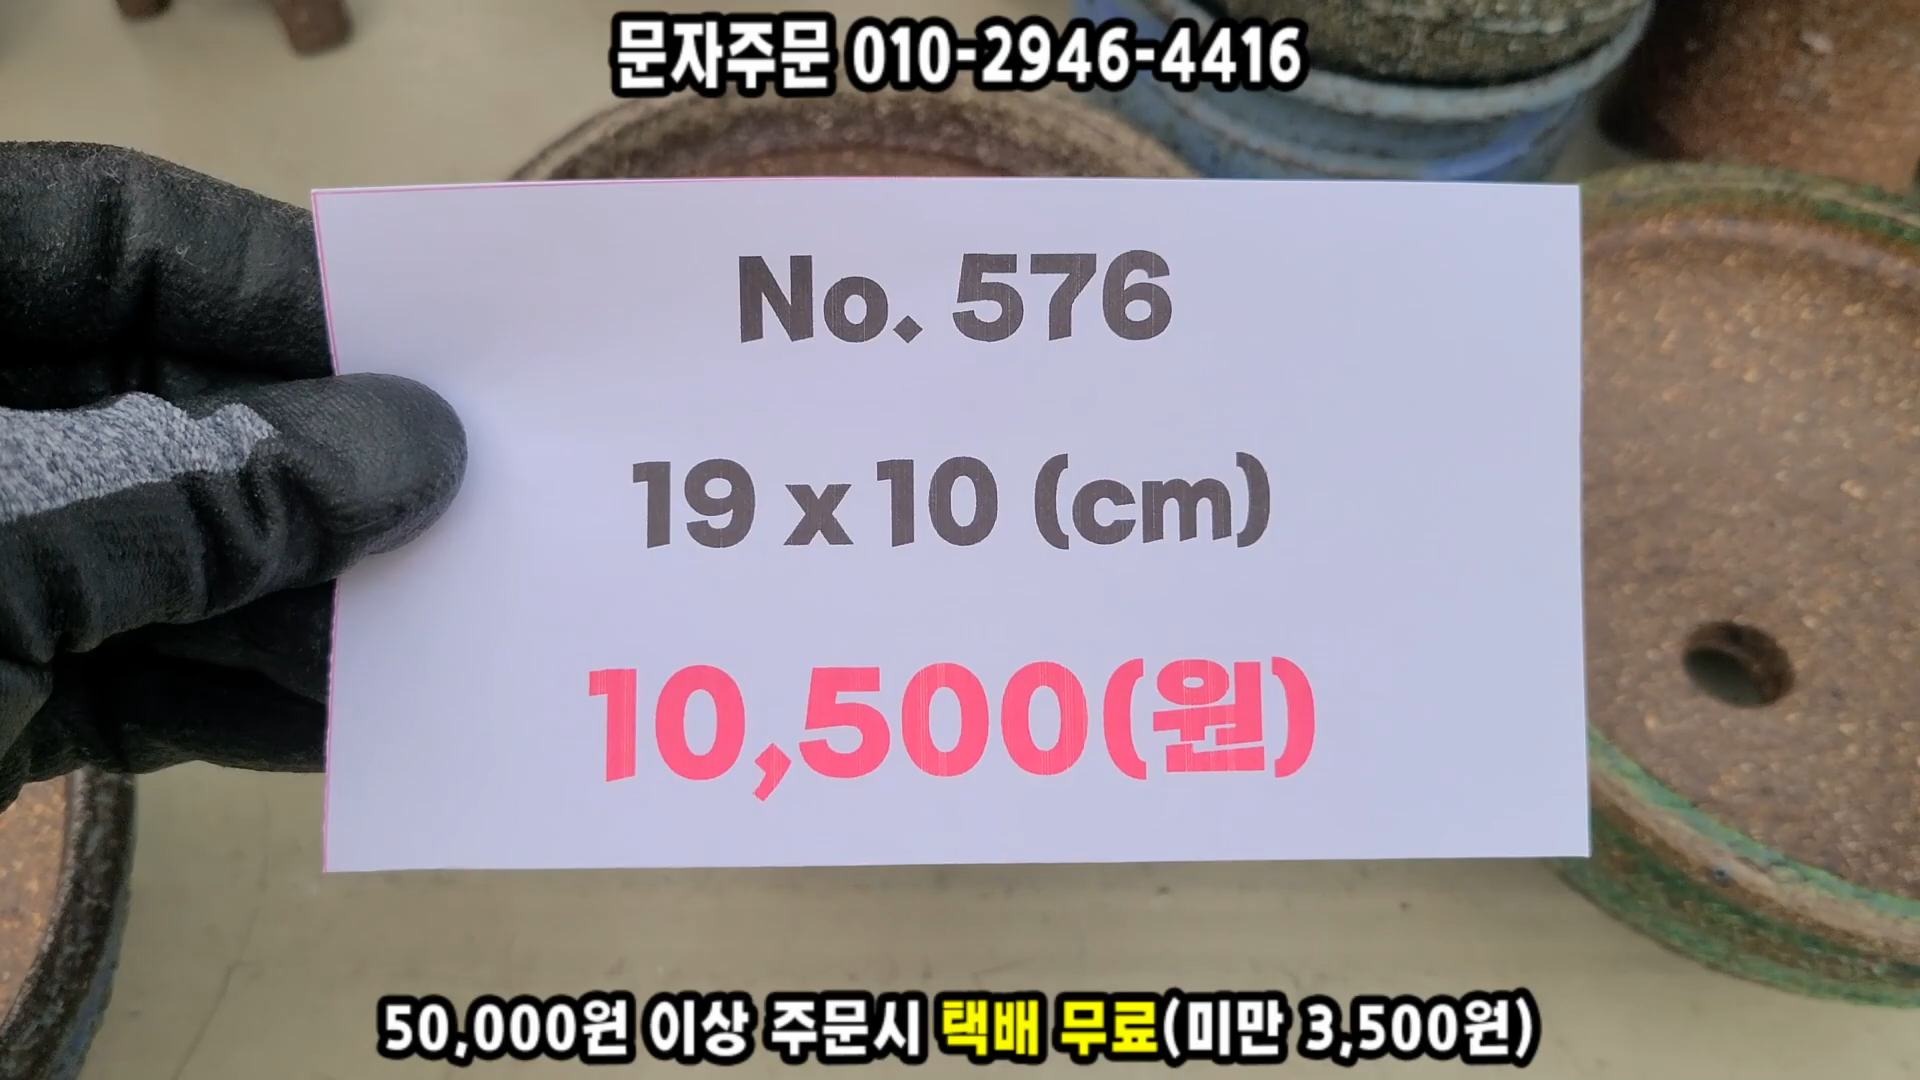 문자주문 010-2946-4416
No. 576
19 x 10 (cm)
10,500(원)
50,000원 이상 주문시 택배 무료(미만 3,500원)